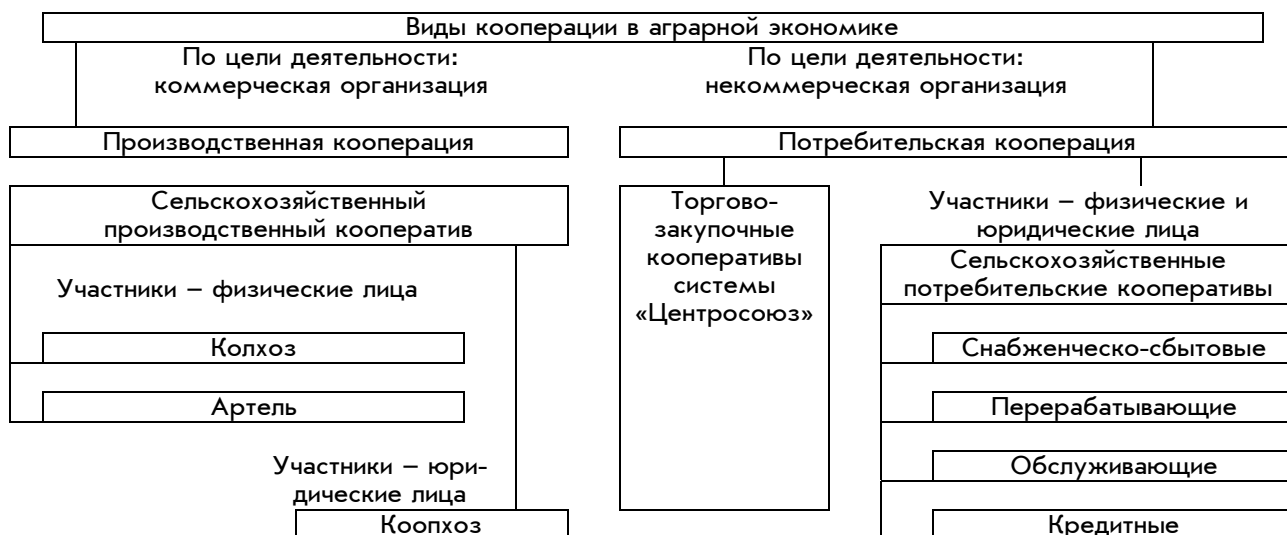 Виды кооперации в аграрной экономике
По цели деятельности:
коммерческая организация
По цели деятельности:
некоммерческая организация
Производственная кооперация
Потребительская кооперация
Сельскохозяйственный
производственный кооператив
Участники – физические лица
Колхоз
Артель
Участники – юри-
дические лица
Коопхоз
Торгово-
закупочные
кооперативы
системы
«Центросоюз»
Участники – физические и
юридические лица
Сельскохозяйственные
потребительские кооперативы
Снабженческо-сбытовые
Перерабатывающие
Обслуживающие
Кредитные